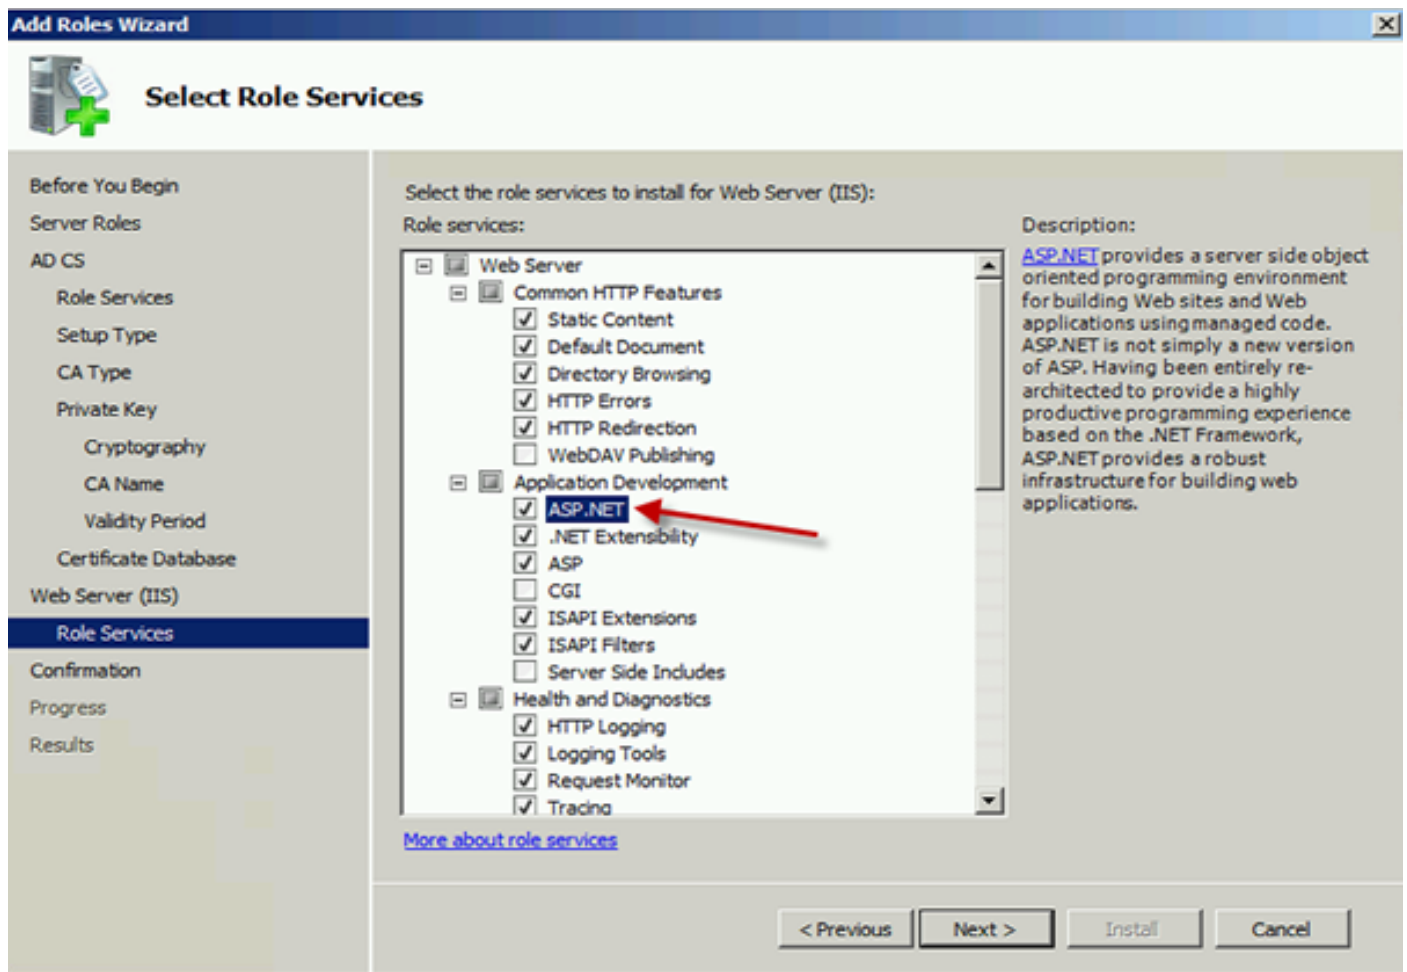 Add Roles Wizard
Select Role Services
Before You Begin
Server Roles
AD CS
Role Services
Setup Type
CA Type
Private Key
Cryptography
CA Name
Validity Period
Certificate Database
Web Server (IIS)
Role Services
Confirmation
Progress
Results
Select the role services to install for Web Server (IIS):
Role services:
Web Server
Common HTTP Features
Static Content
Default Document
Directory Browsing
HTTP Errors
HTTP Redirection
WebDAV Publishing
Application Development
ASP.NET
.NET Extensibility
ASP
CGI
ISAPI Extensions
ISAPI Filters
Server Side Includes
Health and Diagnostics
HTTP Logging
Logging Tools
Request Monitor
Tracing
More about role services
Description:
ASP.NET provides a server side object
oriented programming environment
for building Web sites and Web
applications using managed code.
ASP.NET is not simply a new version
of ASP. Having been entirely re-
architected to provide a highly
productive programming experience
based on the .NET Framework,
ASP.NET provides a robust
infrastructure for building web
applications.
< Previous
Next >
Install
Cancel